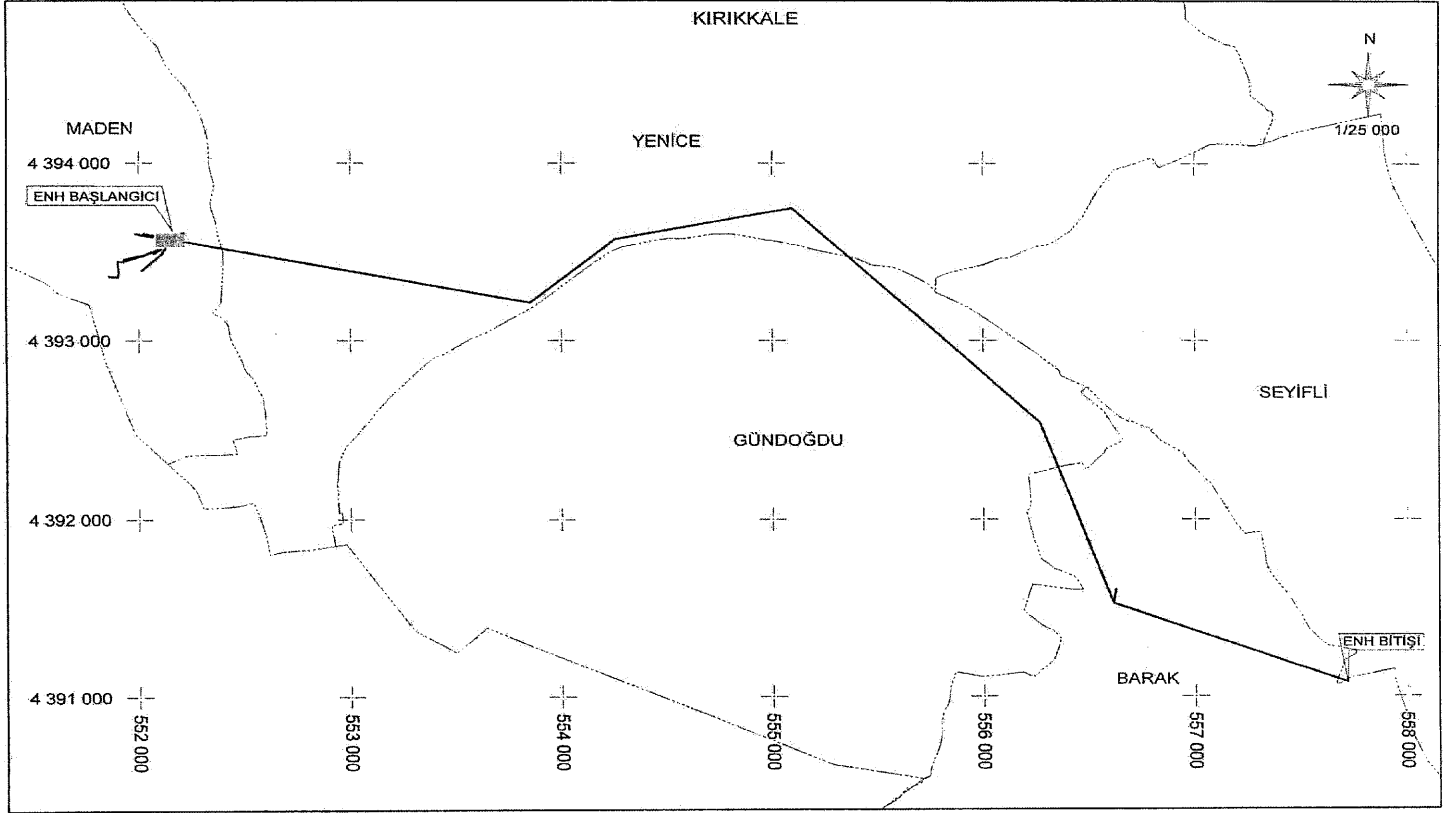 KIRIKKALE
N
1/25 000
MADEN
YENİCE
4 394 000
ENH BAŞLANGICI
4 393 000
SEYİFLİ
GÜNDOĞDU
4 392 000
ENH BİTİŞİ
BARAK
4 391 000
552 000
553 000
554 000
555 000
556 000
557 000
558 000